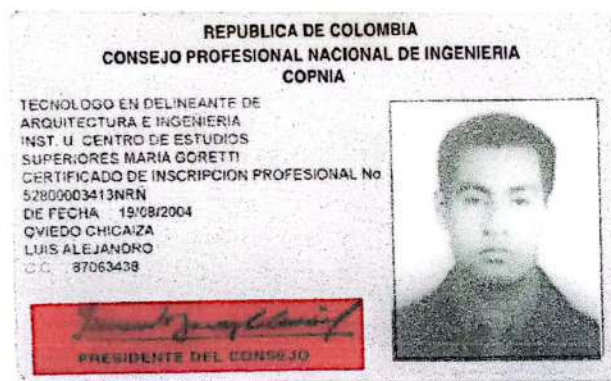 REPUBLICA DE COLOMBIA
CONSEJO PROFESIONAL NACIONAL DE INGENIERIA
COPNIA
TECNOLOGO EN DELINEANTE DE
ARQUITECTURA E INGENIERIA
INST. U. CENTRO DE ESTUDIOS
SUPERIORES MARIA GORETTI
CERTIFICADO DE INSCRIPCION PROFESIONAL No
52800003413NRÑ
DE FECHA 19/08/2004
OVIEDO CHICAIZA
LUIS ALEJANDRO
C.C. 87063438
PRESIDENTE DEL CONSEJO